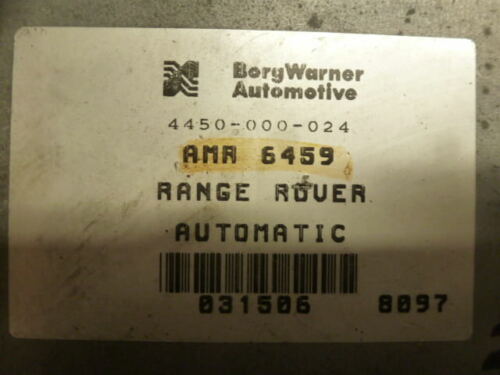 BorgWarner
Automotive
4450-000-024
AMR 6459
RANGE ROVER
AUTOMATIC
031506 8097